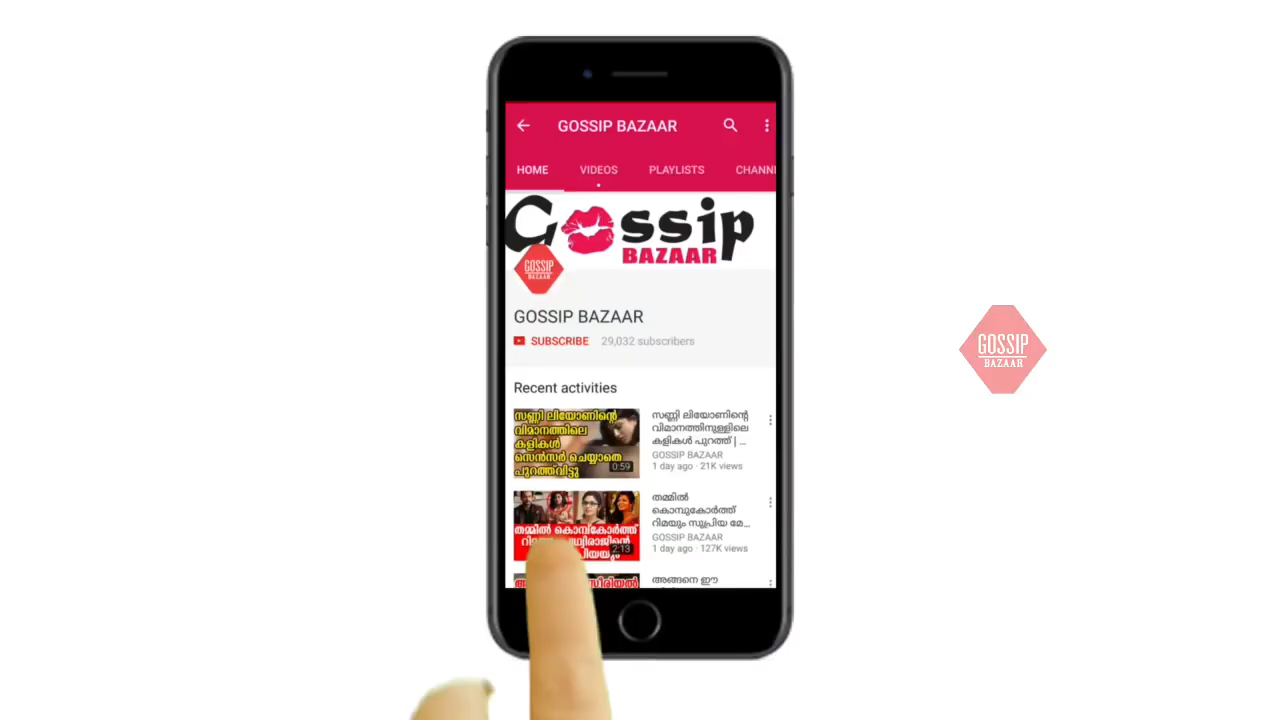 GOSSIP BAZAAR
HOME VIDEOS PLAYLISTS CHANN
Gossip
BAZAAR
GOSSIP
BAZAAR
GOSSIP BAZAAR
SUBSCRIBE 29,032 subscribers
Recent activities
സണ്ണി ലിയോണിന്റെ
വിമാനത്തിലെ
കളികൾ
സെൻസർ ചെയ്യാതെ
പുറത്ത്‌വിട്ടു
0:59
സണ്ണി ലിയോണിന്റെ
വിമാനത്തിനുള്ളിലെ
കളികൾ പുറത്ത് | ...
GOSSIP BAZAAR
1 day ago · 21K views
തമ്മിൽ കൊമ്പ്കോർത്ത്
2:13
തമ്മിൽ
കൊമ്പുകോർത്ത്
റിമയും സുപ്രിയ മേ...
GOSSIP BAZAAR
1 day ago · 127K views
അങ്ങനെ ഈ
GOSSIP
BAZAAR